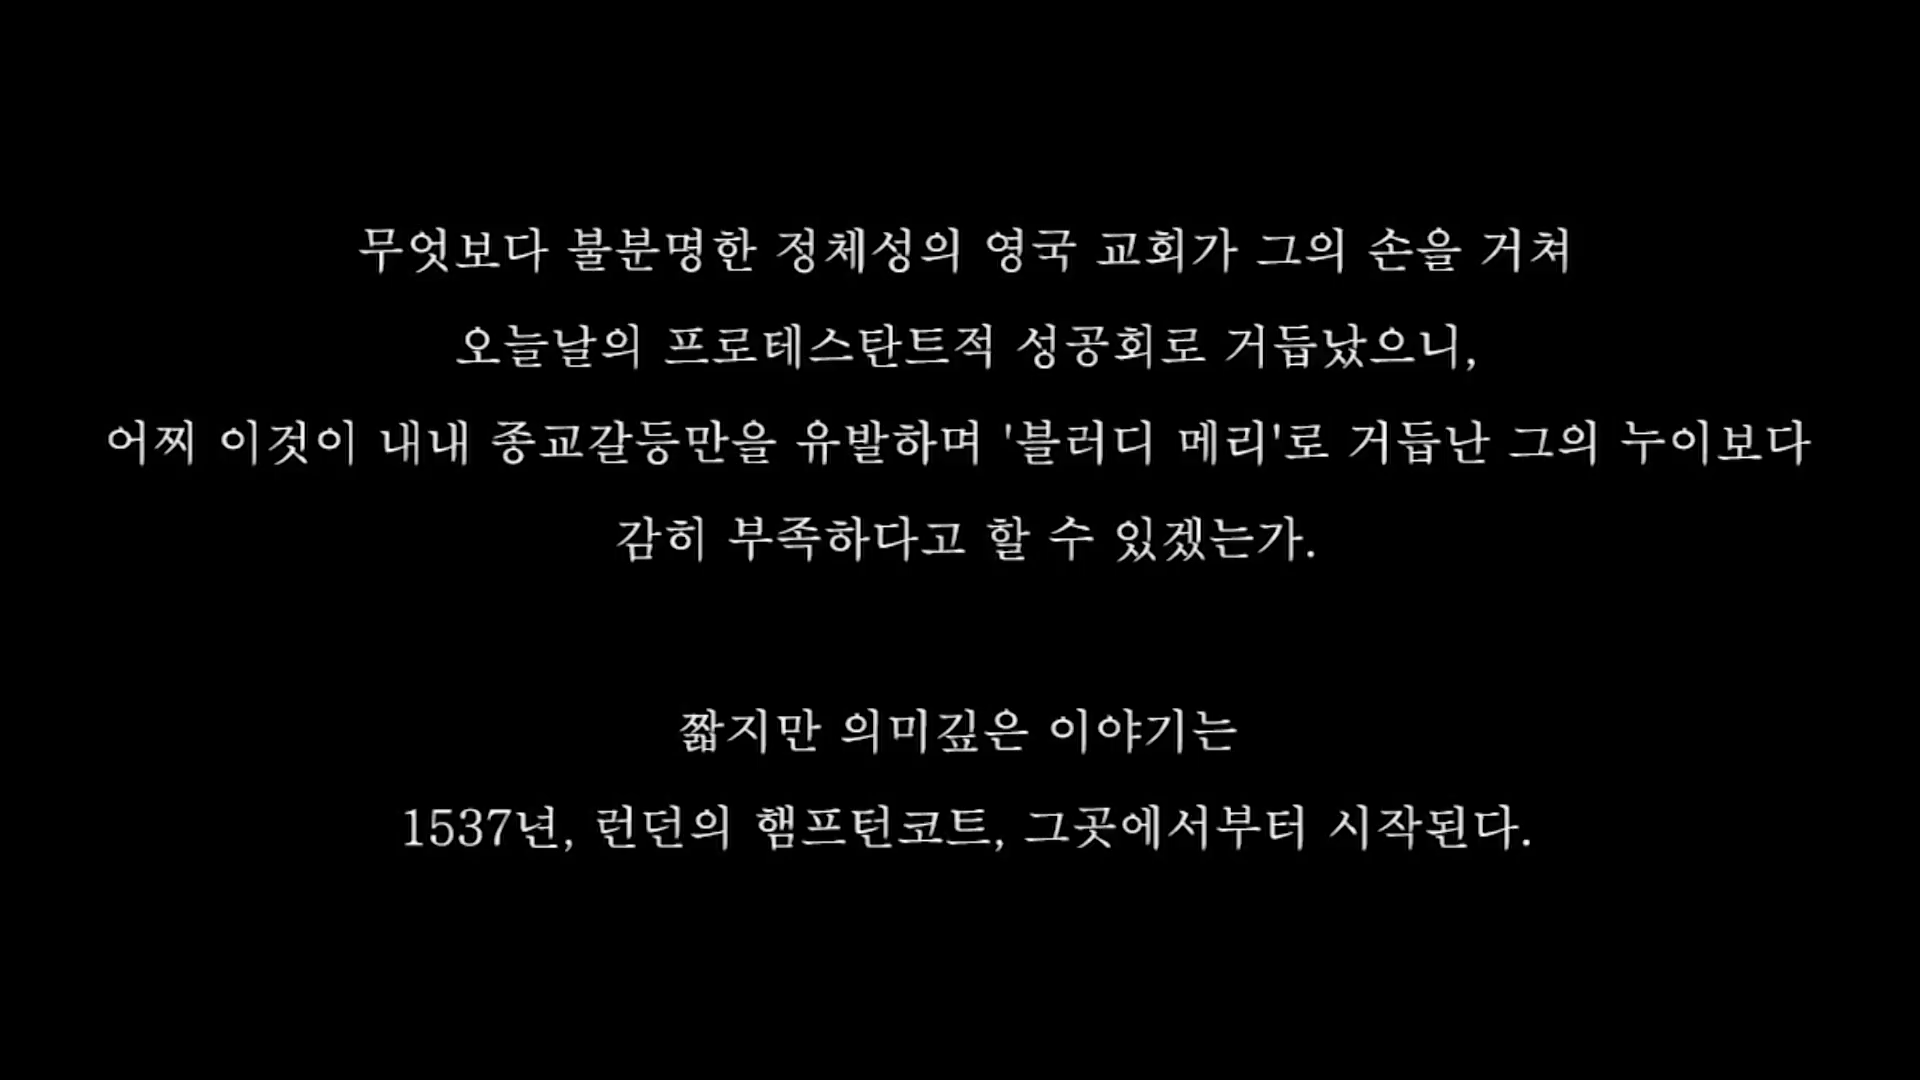 무엇보다 불분명한 정체성의 영국 교회가 그의 손을 거쳐
오늘날의 프로테스탄트적 성공회로 거듭났으니,
어찌 이것이 내내 종교갈등만을 유발하며 '블러디 메리'로 거듭난 그의 누이보다
감히 부족하다고 할 수 있겠는가.
짧지만 의미깊은 이야기는
1537년, 런던의 햄프턴코트, 그곳에서부터 시작된다.